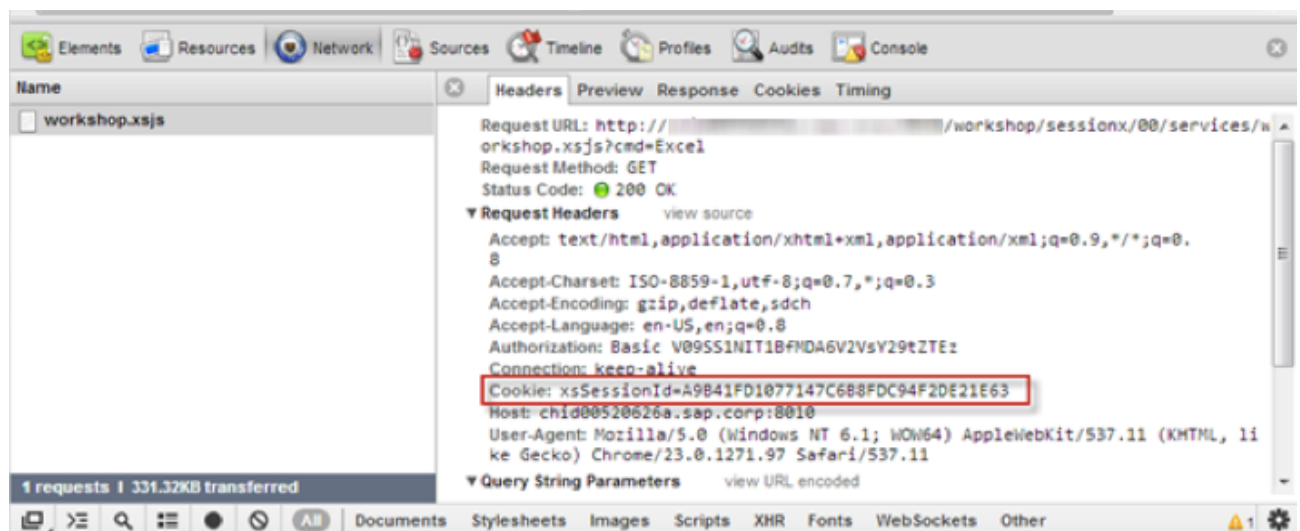 Elements Resources Network Sources Timeline Profiles Audits Console
Name
Headers Preview Response Cookies Timing
workshop.xsjs
Request URL: http:// /workshop/sessionx/00/services/w
orkshop.xsjs?cmd=Excel
Request Method: GET
Status Code: 200 OK
Request Headers view source
Accept: text/html,application/xhtml+xml,application/xml;q=0.9,*/*;q=0.
8
Accept-Charset: ISO-8859-1,utf-8;q=0.7,*;q=0.3
Accept-Encoding: gzip,deflate,sdch
Accept-Language: en-US,en;q=0.8
Authorization: Basic V09SS1NIT1BfMDA6V2VsY29tZTEz
Connection: keep-alive
Cookie: xsSessionId=A9B41FD1077147C6B8FDC94F2DE21E63
Host: chid00520626a.sap.corp:8010
User-Agent: Mozilla/5.0 (Windows NT 6.1; WOW64) AppleWebKit/537.11 (KHTML, li
ke Gecko) Chrome/23.0.1271.97 Safari/537.11
Query String Parameters view URL encoded
1 requests | 331.32KB transferred
All Documents Stylesheets Images Scripts XHR Fonts WebSockets Other 1